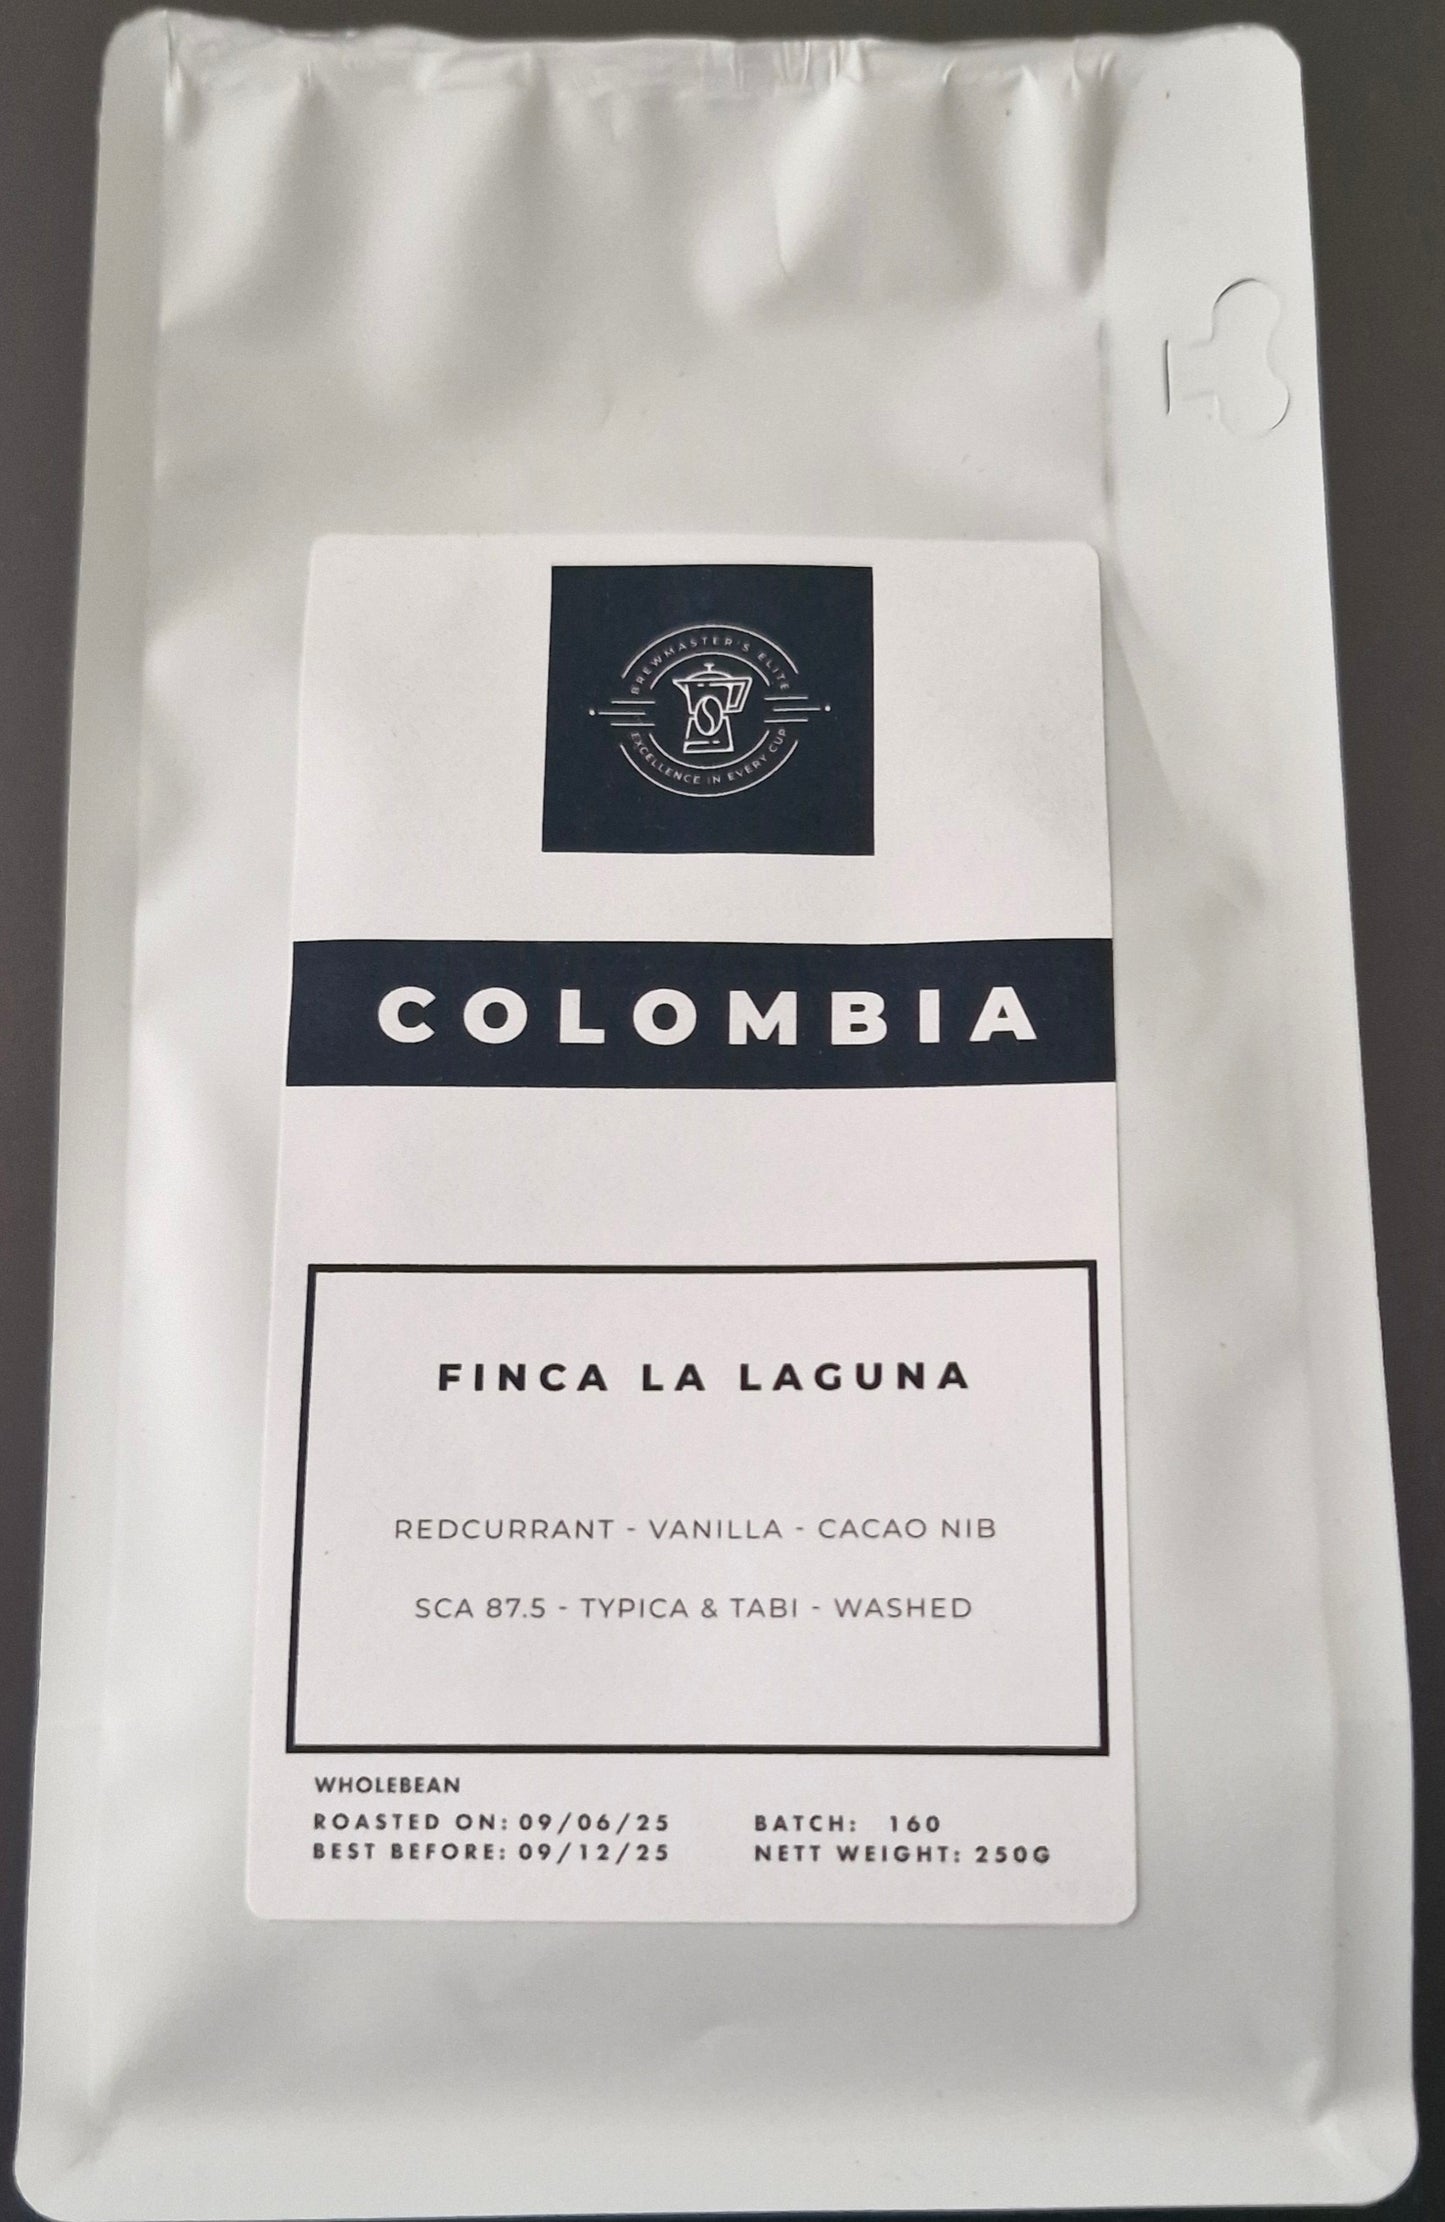 BREWMASTER'S ELITE
EXCELLENCE IN EVERY CUP
COLOMBIA
FINCA LA LAGUNA
REDCURRANT - VANILLA - CACAO NIB
SCA 87.5 - TYPICA & TABI - WASHED
WHOLEBEAN
ROASTED ON: 09/06/25
BEST BEFORE: 09/12/25
BATCH: 160
NETT WEIGHT: 250G